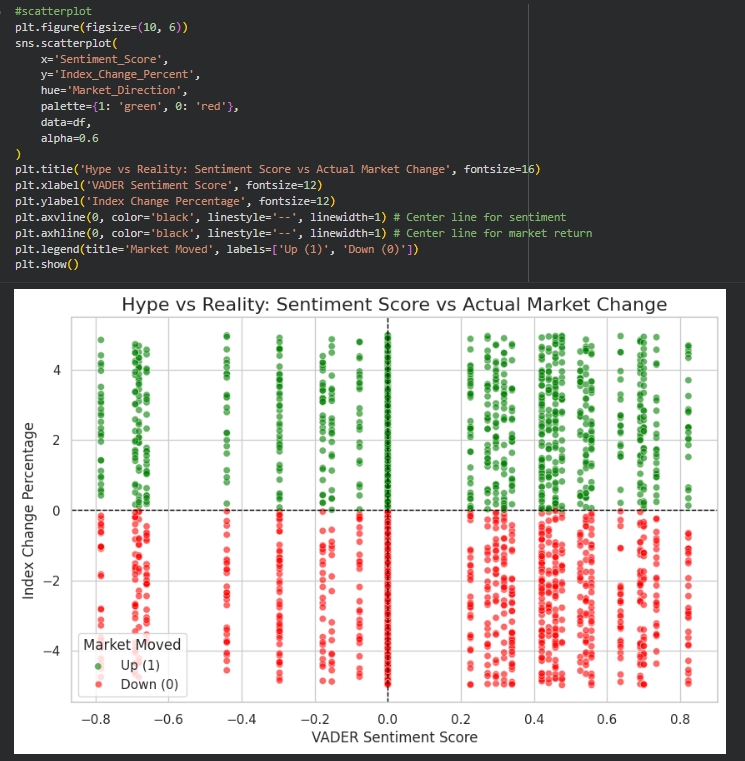 #scatterplot
plt.figure(figsize=(10, 6))
sns.scatterplot(
    x='Sentiment_Score',
    y='Index_Change_Percent',
    hue='Market_Direction',
    palette={1: 'green', 0: 'red'},
    data=df,
    alpha=0.6
)
plt.title('Hype vs Reality: Sentiment Score vs Actual Market Change', fontsize=16)
plt.xlabel('VADER Sentiment Score', fontsize=12)
plt.ylabel('Index Change Percentage', fontsize=12)
plt.axvline(0, color='black', linestyle='--', linewidth=1) # Center line for sentiment
plt.axhline(0, color='black', linestyle='--', linewidth=1) # Center line for market return
plt.legend(title='Market Moved', labels=['Up (1)', 'Down (0)'])
plt.show()
Hype vs Reality: Sentiment Score vs Actual Market Change
Index Change Percentage
4
2
0
−2
−4
Market Moved
Up (1)
Down (0)
−0.8 −0.6 −0.4 −0.2 0.0 0.2 0.4 0.6 0.8
VADER Sentiment Score